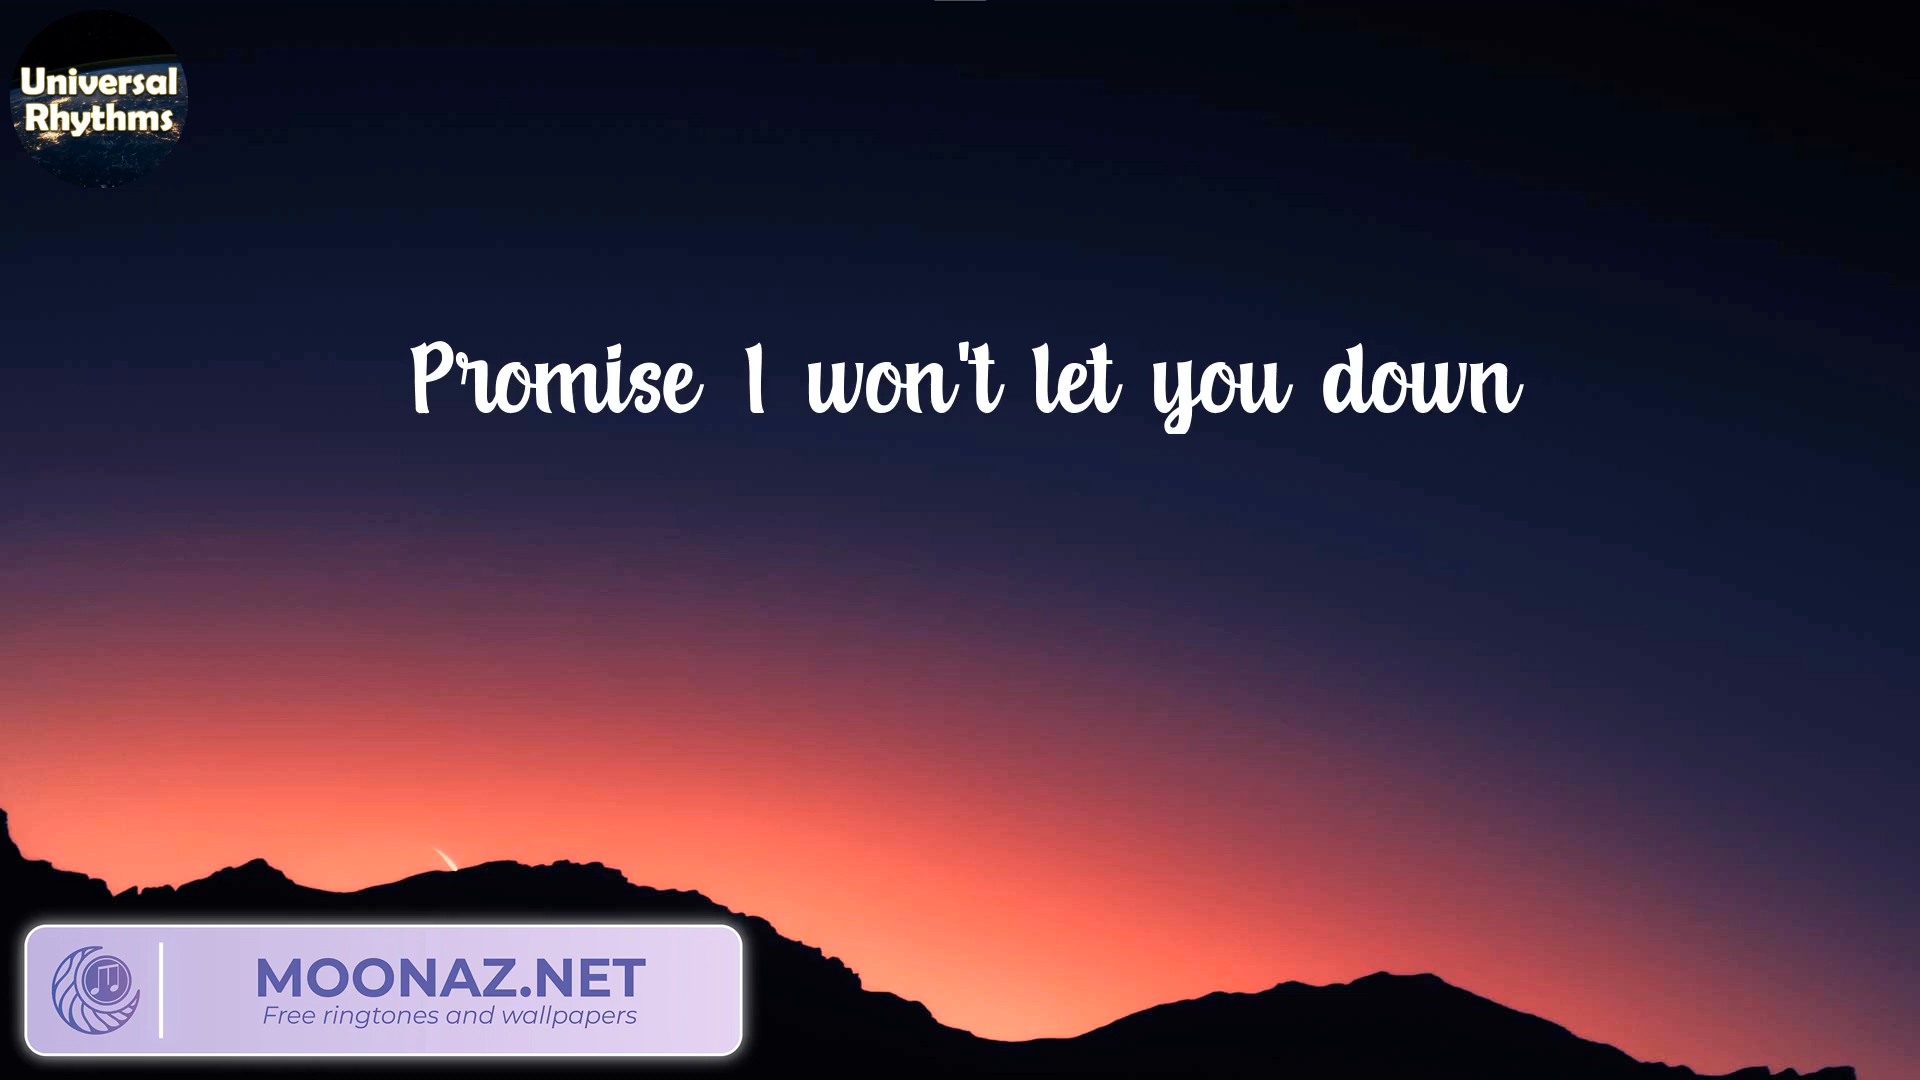 Universal
Rhythms
Promise I won't let you down
MOONAZ.NET
Free ringtones and wallpapers